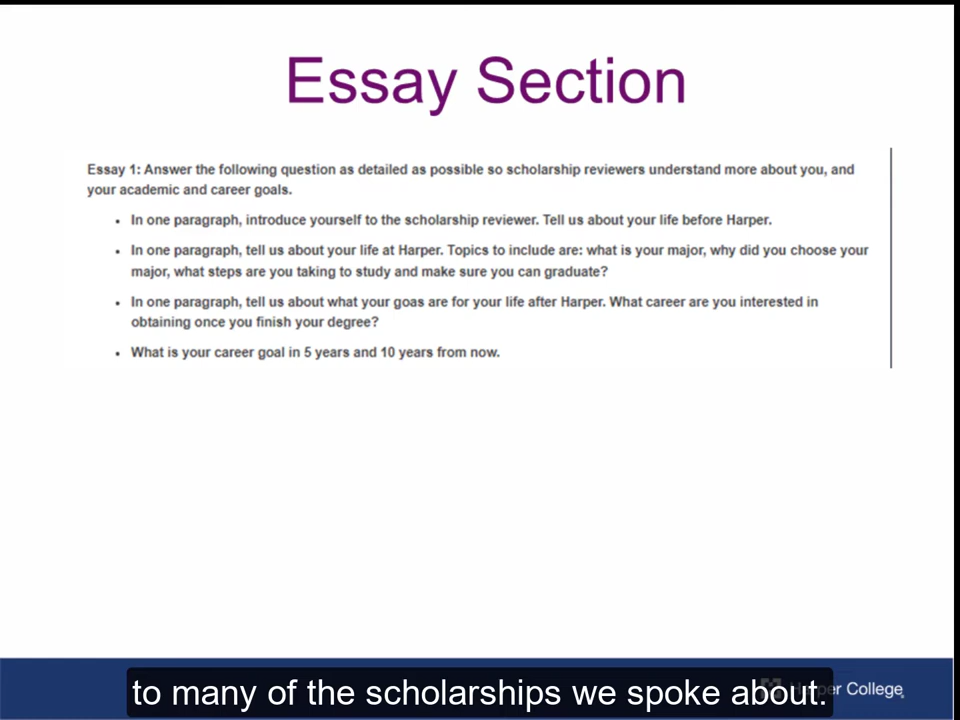 Essay Section
Essay 1: Answer the following question as detailed as possible so scholarship reviewers understand more about you, and
your academic and career goals.
• In one paragraph, introduce yourself to the scholarship reviewer. Tell us about your life before Harper.
• In one paragraph, tell us about your life at Harper. Topics to include are: what is your major, why did you choose your
major, what steps are you taking to study and make sure you can graduate?
• In one paragraph, tell us about what your goas are for your life after Harper. What career are you interested in
obtaining once you finish your degree?
• What is your career goal in 5 years and 10 years from now.
to many of the scholarships we spoke about.
Harper College